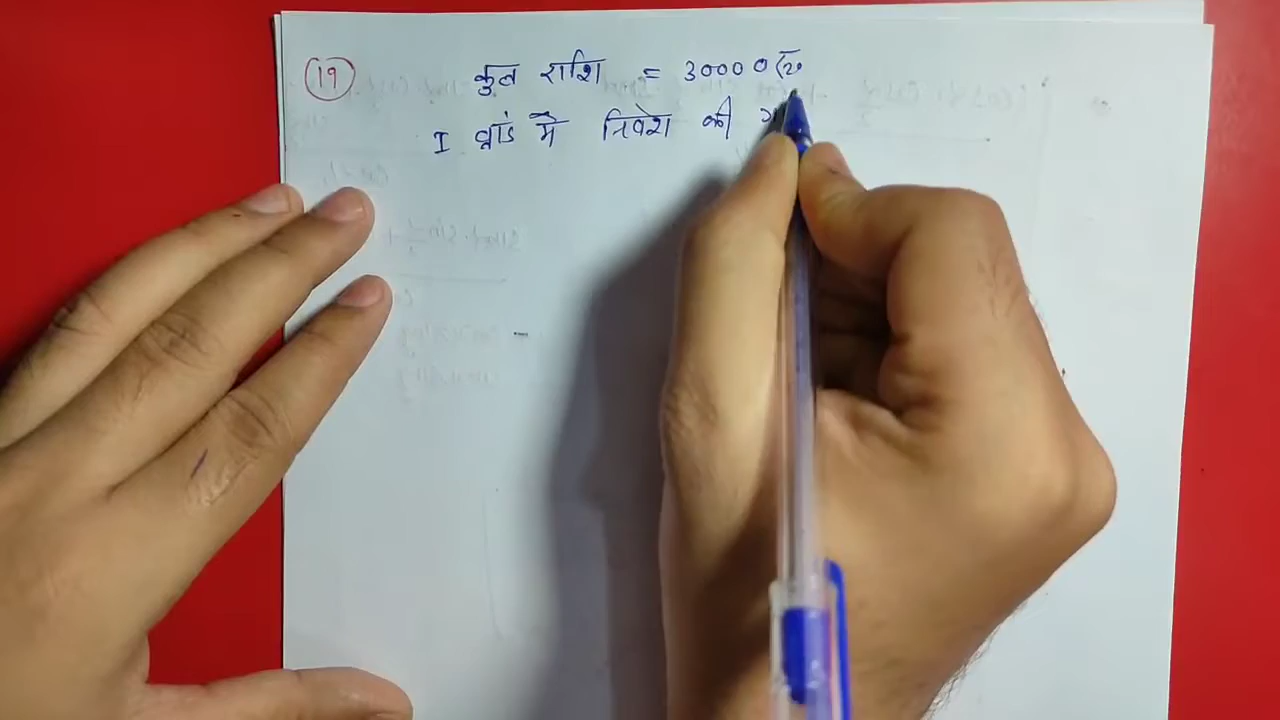 19 कुल राशि = 30000 रु
I बांड मे निवेश की